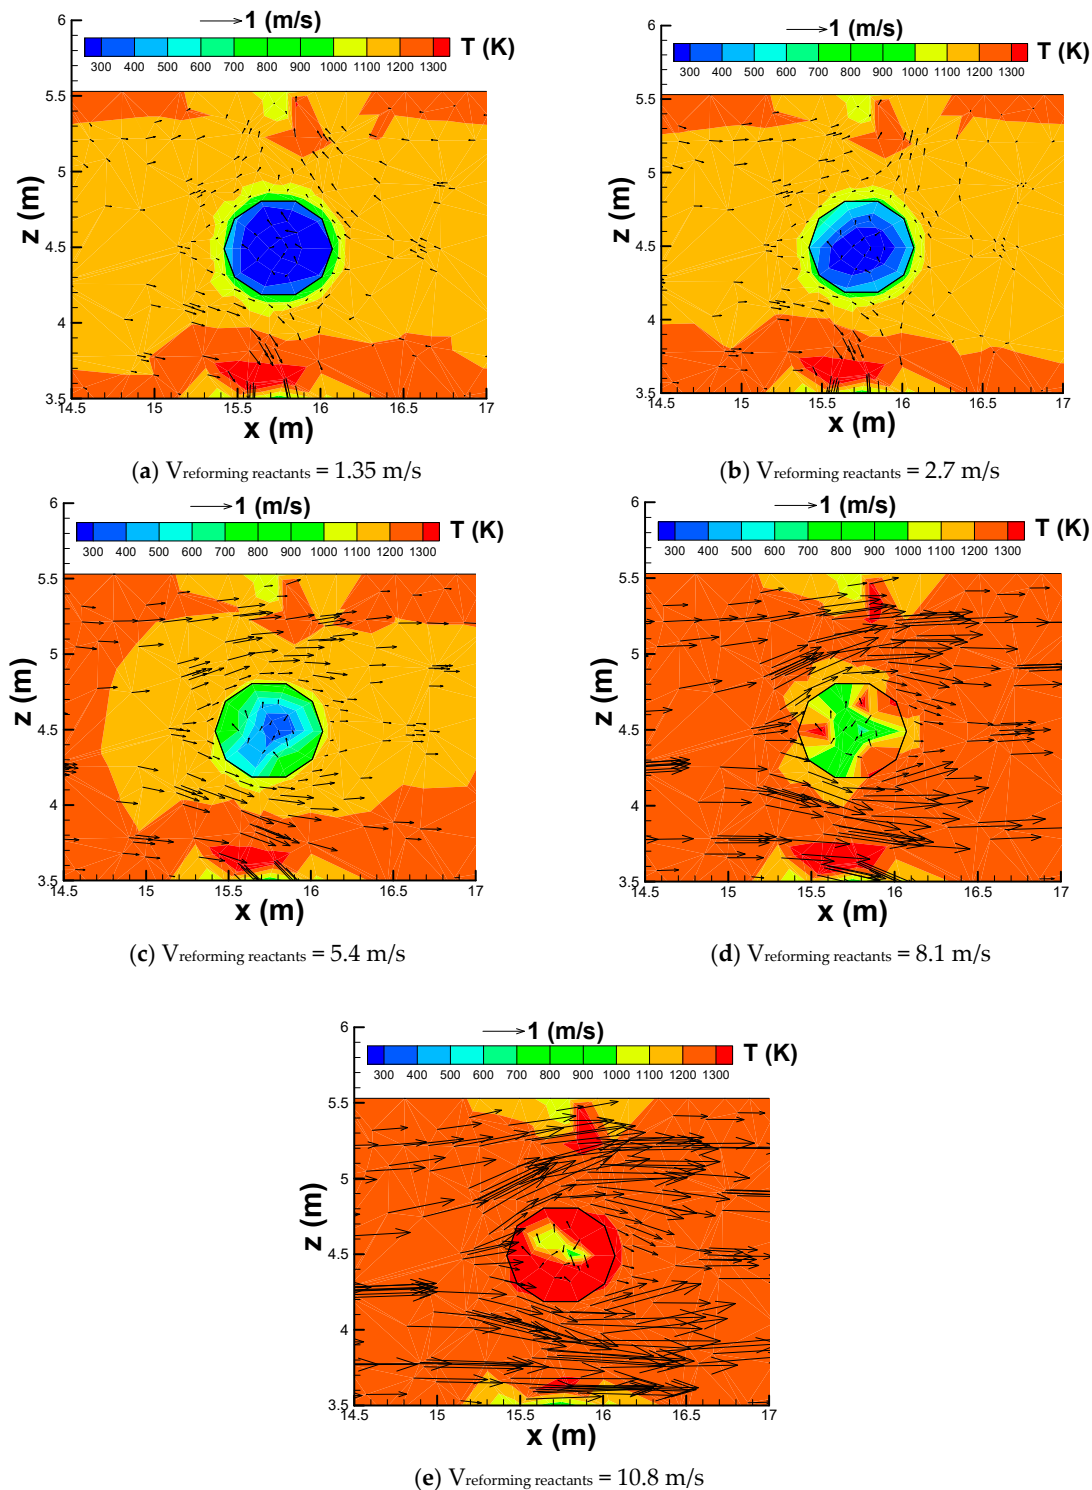 1 (m/s)
T (K)
300 400 500 600 700 800 900 1000 1100 1200 1300
6
5.5
5
4.5
4
3.5
z (m)
14.5 15 15.5 16 16.5 17
x (m)
(a) Vreforming reactants = 1.35 m/s
1 (m/s)
T (K)
300 400 500 600 700 800 900 1000 1100 1200 1300
6
5.5
5
4.5
4
3.5
z (m)
14.5 15 15.5 16 16.5 17
x (m)
(b) Vreforming reactants = 2.7 m/s
1 (m/s)
T (K)
300 400 500 600 700 800 900 1000 1100 1200 1300
6
5.5
5
4.5
4
3.5
z (m)
14.5 15 15.5 16 16.5 17
x (m)
(c) Vreforming reactants = 5.4 m/s
1 (m/s)
T (K)
300 400 500 600 700 800 900 1000 1100 1200 1300
6
5.5
5
4.5
4
3.5
z (m)
14.5 15 15.5 16 16.5 17
x (m)
(d) Vreforming reactants = 8.1 m/s
1 (m/s)
T (K)
300 400 500 600 700 800 900 1000 1100 1200 1300
6
5.5
5
4.5
4
3.5
z (m)
14.5 15 15.5 16 16.5 17
x (m)
(e) Vreforming reactants = 10.8 m/s